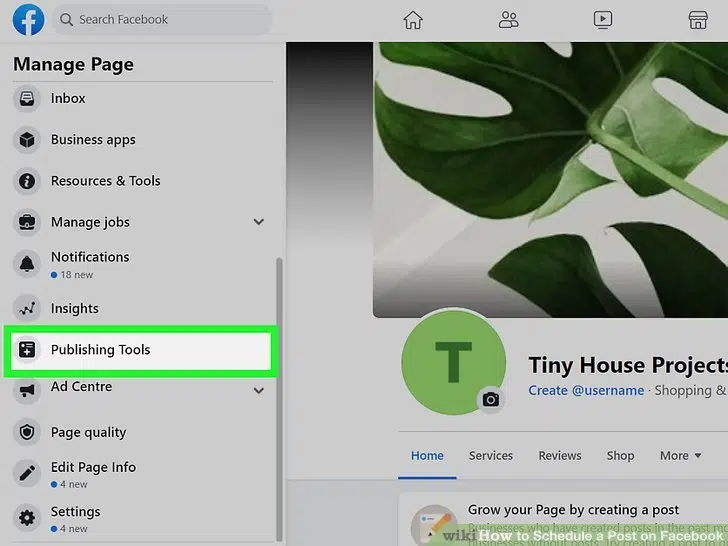 f
Search Facebook
Manage Page
Inbox
Business apps
Resources & Tools
Manage jobs
Notifications
18 new
Insights
Publishing Tools
Ad Centre
Page quality
Edit Page Info
4 new
Settings
4 new
T
Tiny House Projects
Create @username · Shopping &
Home Services Reviews Shop More
Grow your Page by creating a post
Businesses who have created posts in the past mo
wikiHow to Schedule a Post on Facebook